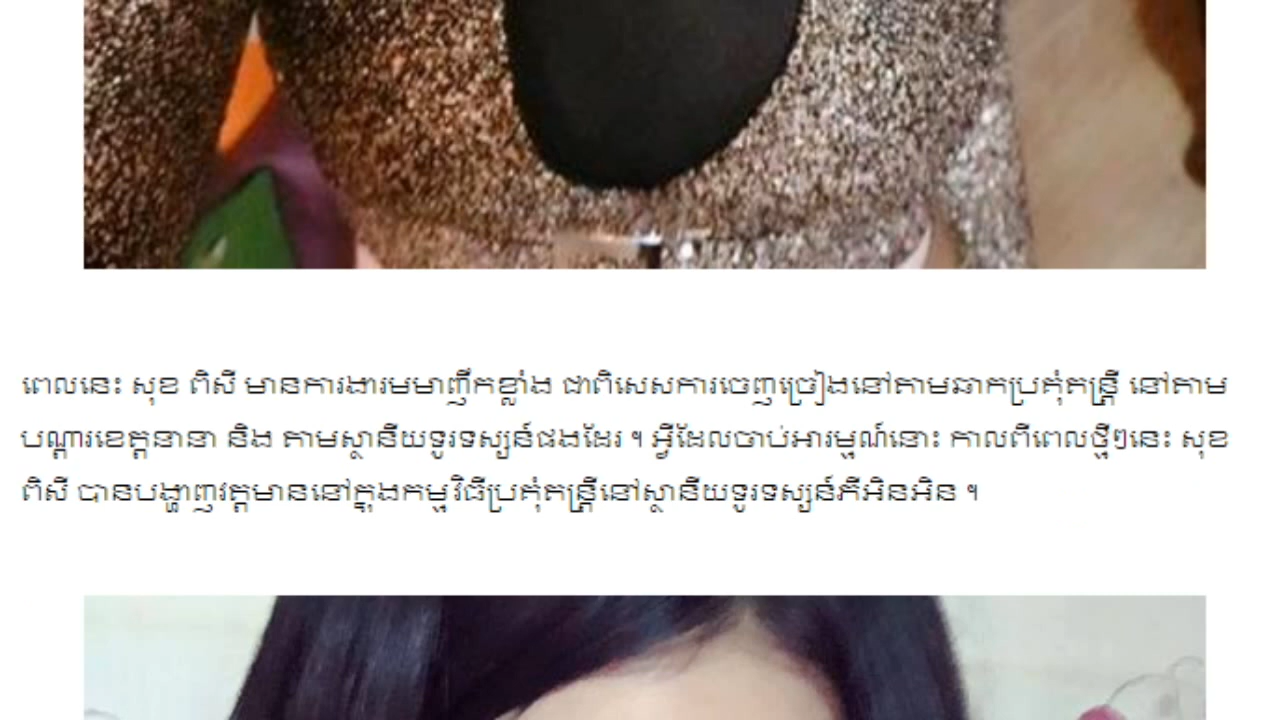 ពេលនេះ សុខ ពិសី មានការងារមមាញឹកខ្លាំង ជាពិសេសការចេញច្រៀងនៅតាមឆាកប្រគុំតន្ត្រី នៅតាម
បណ្តារខេត្តនានា និង តាមស្ថានីយទូរទស្សន៍ផងដែរ ។ អ្វីដែលចាប់អារម្មណ៍នោះ កាលពីពេលថ្មីៗនេះ សុខ
ពិសី បានបង្ហាញវត្តមាននៅក្នុងកម្មវិធីប្រគុំតន្ត្រីនៅស្ថានីយទូរទស្សន៍ភីអិនអិន ។